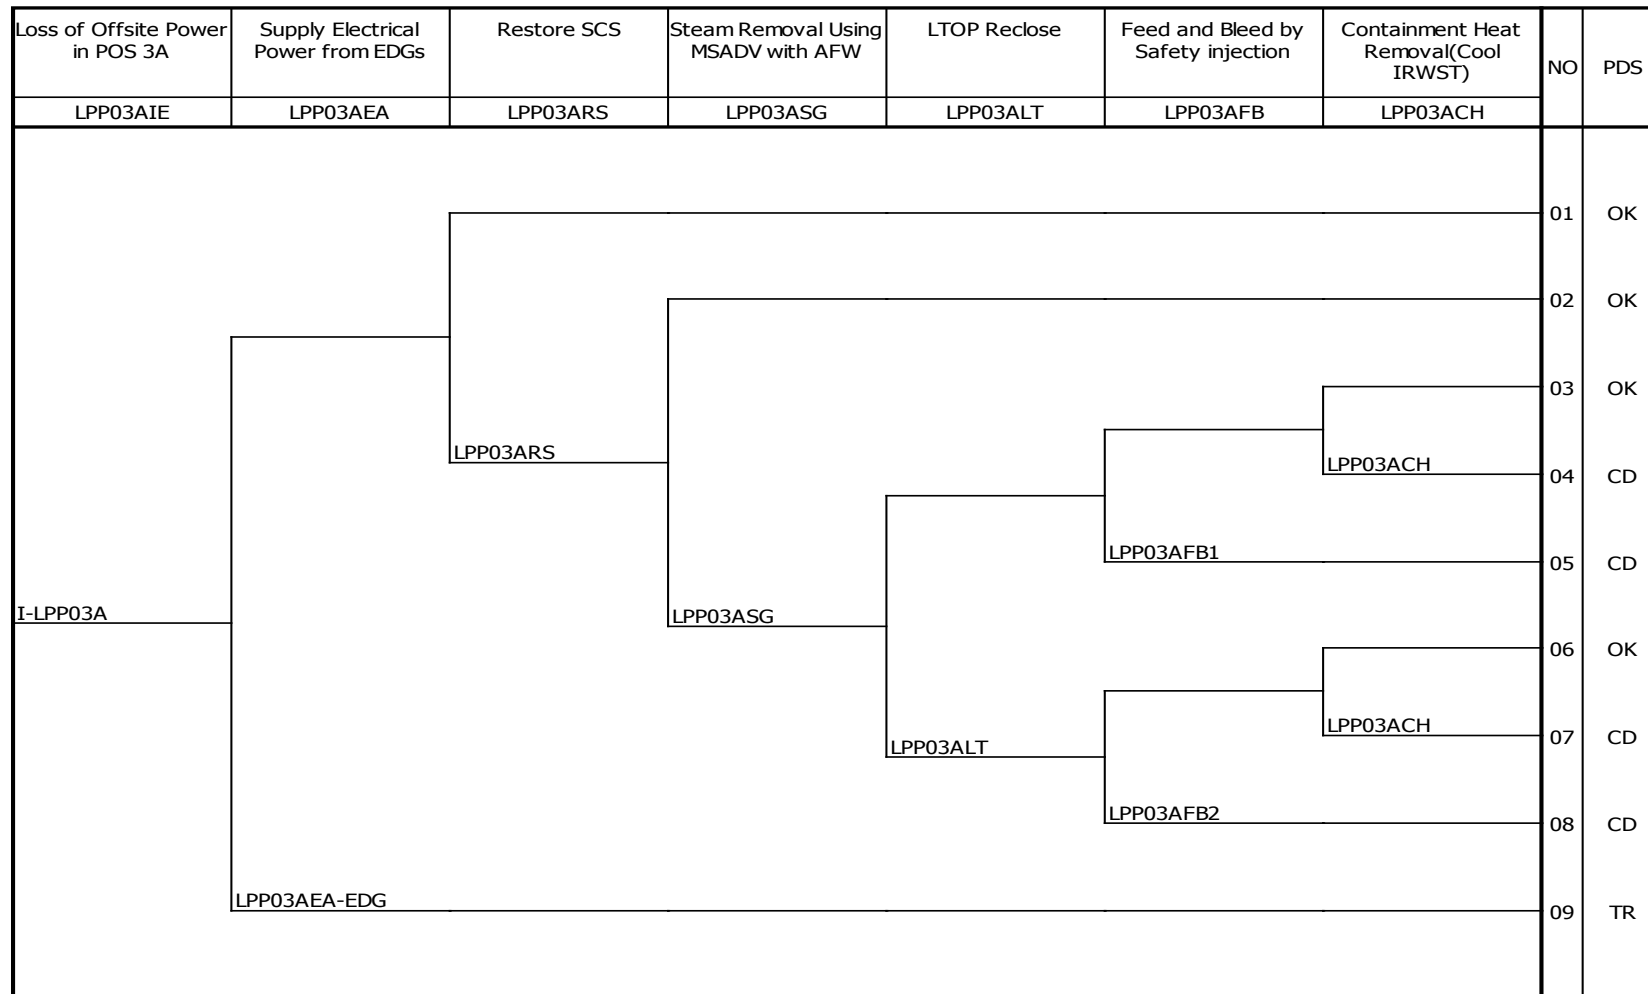 Loss of Offsite Power
in POS 3A
Supply Electrical
Power from EDGs
Restore SCS
Steam Removal Using
MSADV with AFW
LTOP Reclose
Feed and Bleed by
Safety injection
Containment Heat
Removal(Cool
IRWST)
NO
PDS
LPP03AIE
LPP03AEA
LPP03ARS
LPP03ASG
LPP03ALT
LPP03AFB
LPP03ACH
01 OK
02 OK
03 OK
LPP03ARS
LPP03ACH
04 CD
LPP03AFB1
05 CD
I-LPP03A
LPP03ASG
06 OK
LPP03ACH
07 CD
LPP03ALT
LPP03AFB2
08 CD
LPP03AEA-EDG
09 TR